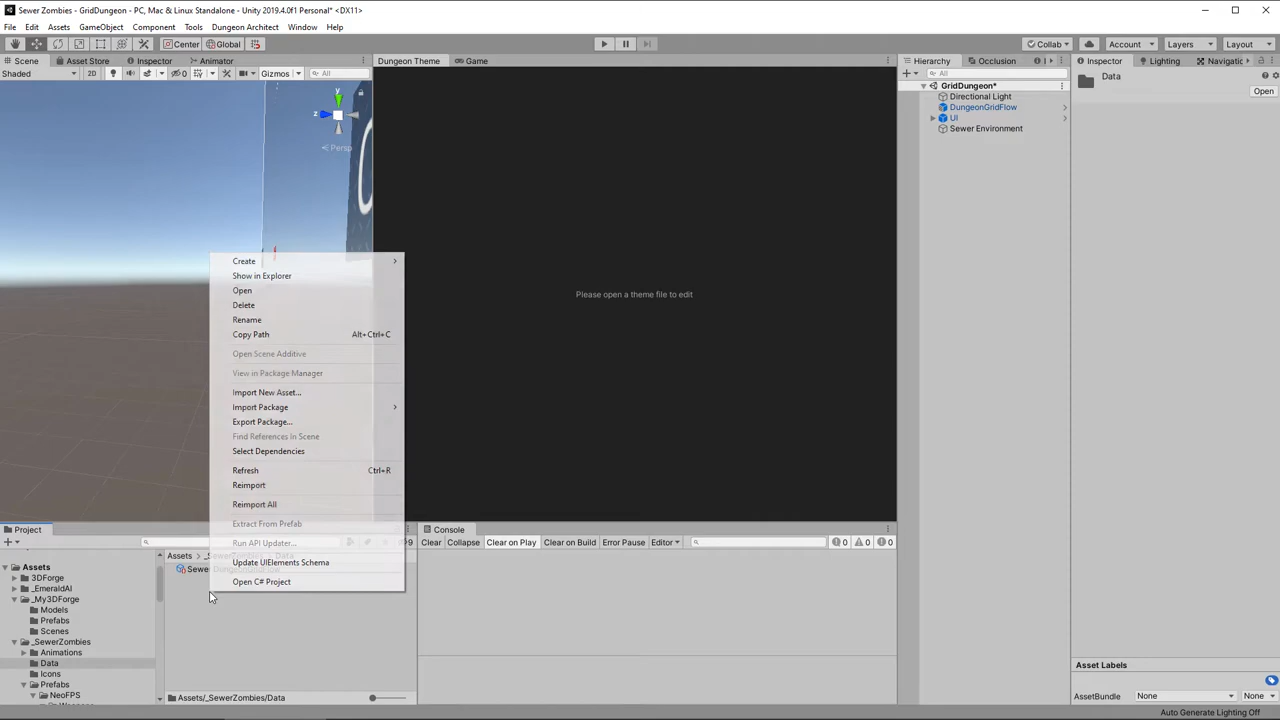 Sewer Zombies - GridDungeon - PC, Mac & Linux Standalone - Unity 2019.4.0f1 Personal* <DX11>
File Edit Assets GameObject Component Tools Dungeon Architect Window Help
Center Global Collab Account Layers Layout
Scene Asset Store Inspector Animator Dungeon Theme Game Hierarchy Occlusion Inspector Lighting Navigatic
Shaded 2D 0 Gizmos All All
Data
Open
GridDungeon*
Directional Light
DungeonGridFlow
UI
Sewer Environment
y
z
Persp
Please open a theme file to edit
Create
Show in Explorer
Open
Delete
Rename
Copy Path Alt+Ctrl+C
Open Scene Additive
View in Package Manager
Import New Asset...
Import Package
Export Package...
Find References In Scene
Select Dependencies
Refresh Ctrl+R
Reimport
Reimport All
Extract From Prefab
Run API Updater...
Update UIElements Schema
Open C# Project
Project
9
Assets > _SewerZombies > Data
Sewer
Assets
3DForge
_EmeraldAI
_My3DForge
Models
Prefabs
Scenes
_SewerZombies
Animations
Data
Icons
Prefabs
NeoFPS
Assets/_SewerZombies/Data
Console
Clear Collapse Clear on Play Clear on Build Error Pause Editor 0 0 0
Asset Labels
AssetBundle None None
Auto Generate Lighting Off